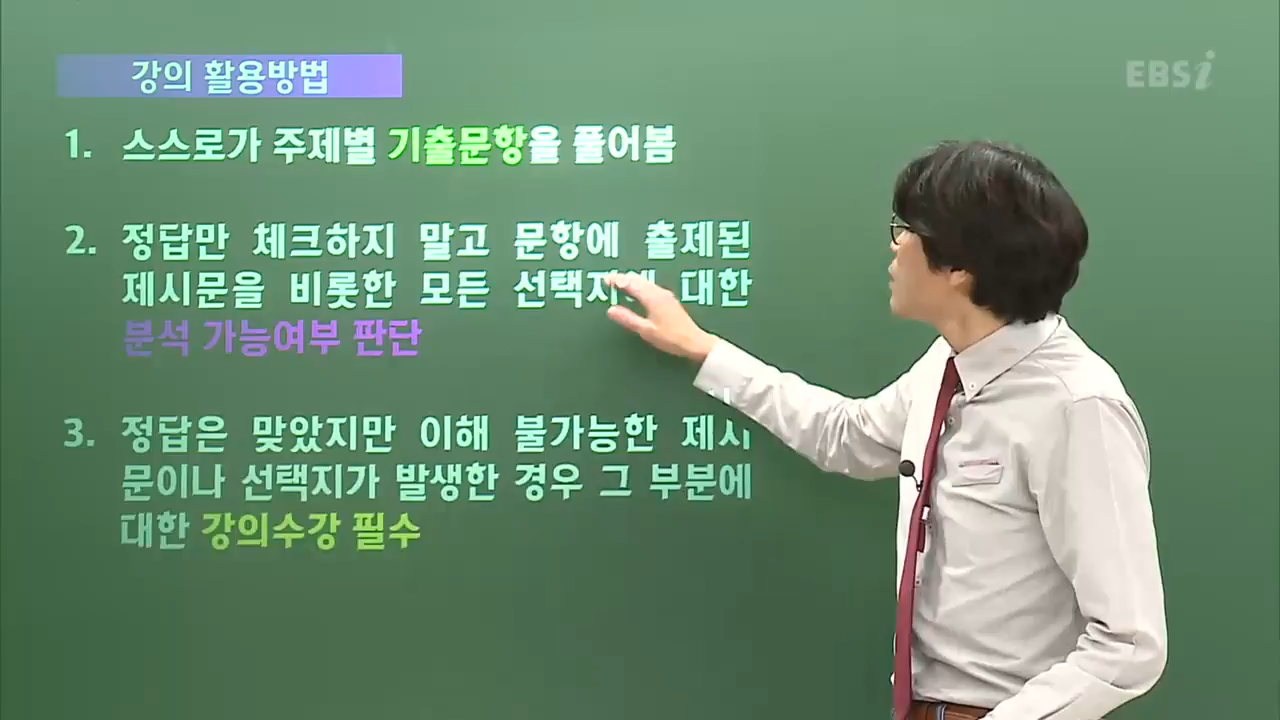 강의 활용방법
EBSi
1. 스스로가 주제별 기출문항을 풀어봄
2. 정답만 체크하지 말고 문항에 출제된
제시문을 비롯한 모든 선택지에 대한
분석 가능여부 판단
3. 정답은 맞았지만 이해 불가능한 제시
문이나 선택지가 발생한 경우 그 부분에
대한 강의수강 필수